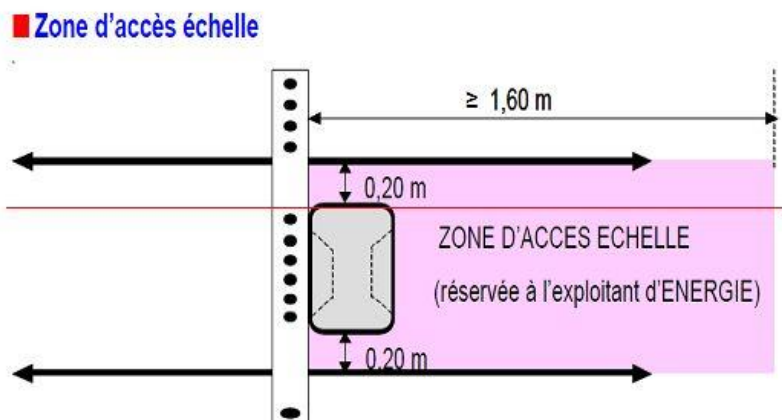 Zone d'accès échelle
≥ 1,60 m
0,20 m
ZONE D'ACCES ECHELLE
(réservée à l'exploitant d'ENERGIE)
0,20 m